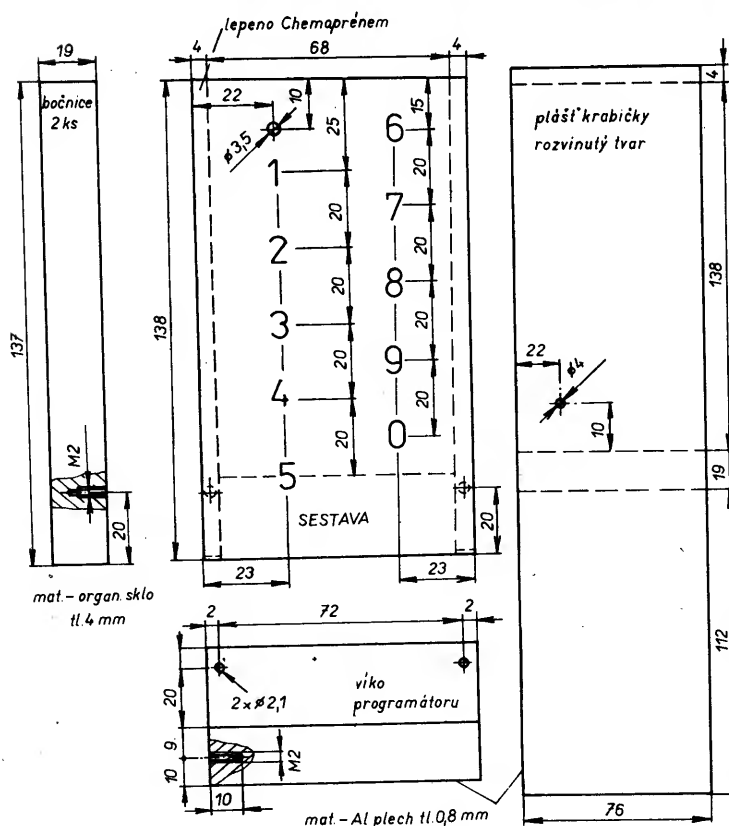 lepeno Chemaprénem
19
4
68
4
bočnice
2 ks
137
M2
20
mat.-organ. sklo
tl. 4 mm
22
10
25
15
ø3,5
138
1
2
3
4
5
20
20
20
20
6
7
8
9
0
20
20
20
20
SESTAVA
20
23
23
plášť krabičky
rozvinutý tvar
4
138
22
ø4
10
19
112
76
2
72
2
20
2xø2,1
víko
programátoru
9
10
M2
10
mat.-Al plech tl. 0,8 mm